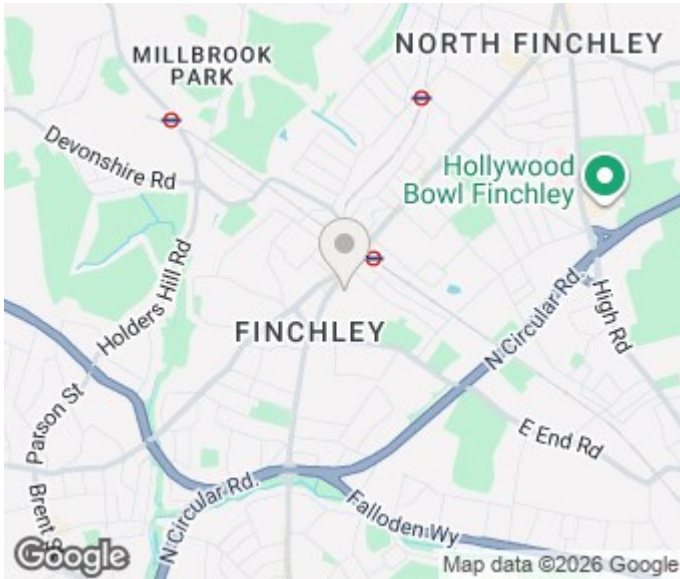 NORTH FINCHLEY
MILLBROOK
PARK
Devonshire Rd
Hollywood
Bowl Finchley
Holders Hill Rd
FINCHLEY
N Circular Rd.
High Rd
Parson St
E End Rd
Brent
N Circular Rd.
Falloden Wy
Google
Map data ©2026 Google